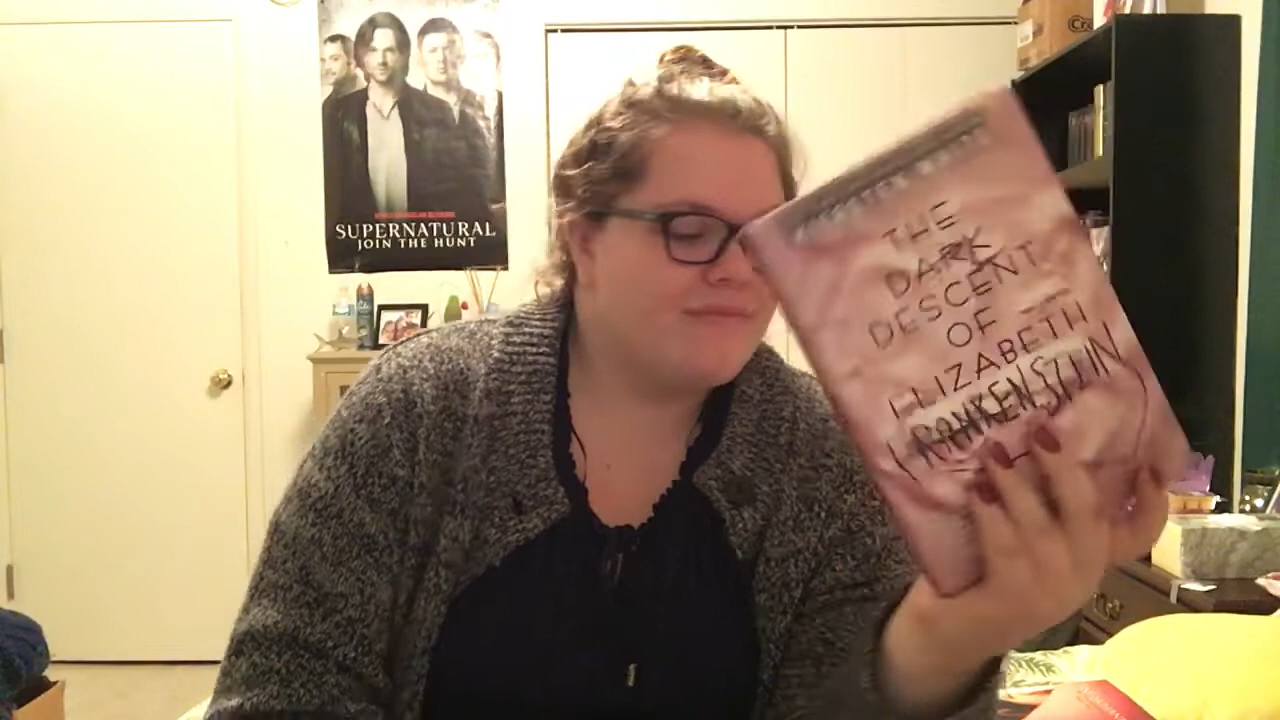 SUPERNATURAL
JOIN THE HUNT
THE
DARK
DESCENT
OF
ELIZABETH
FRANKENSTEIN